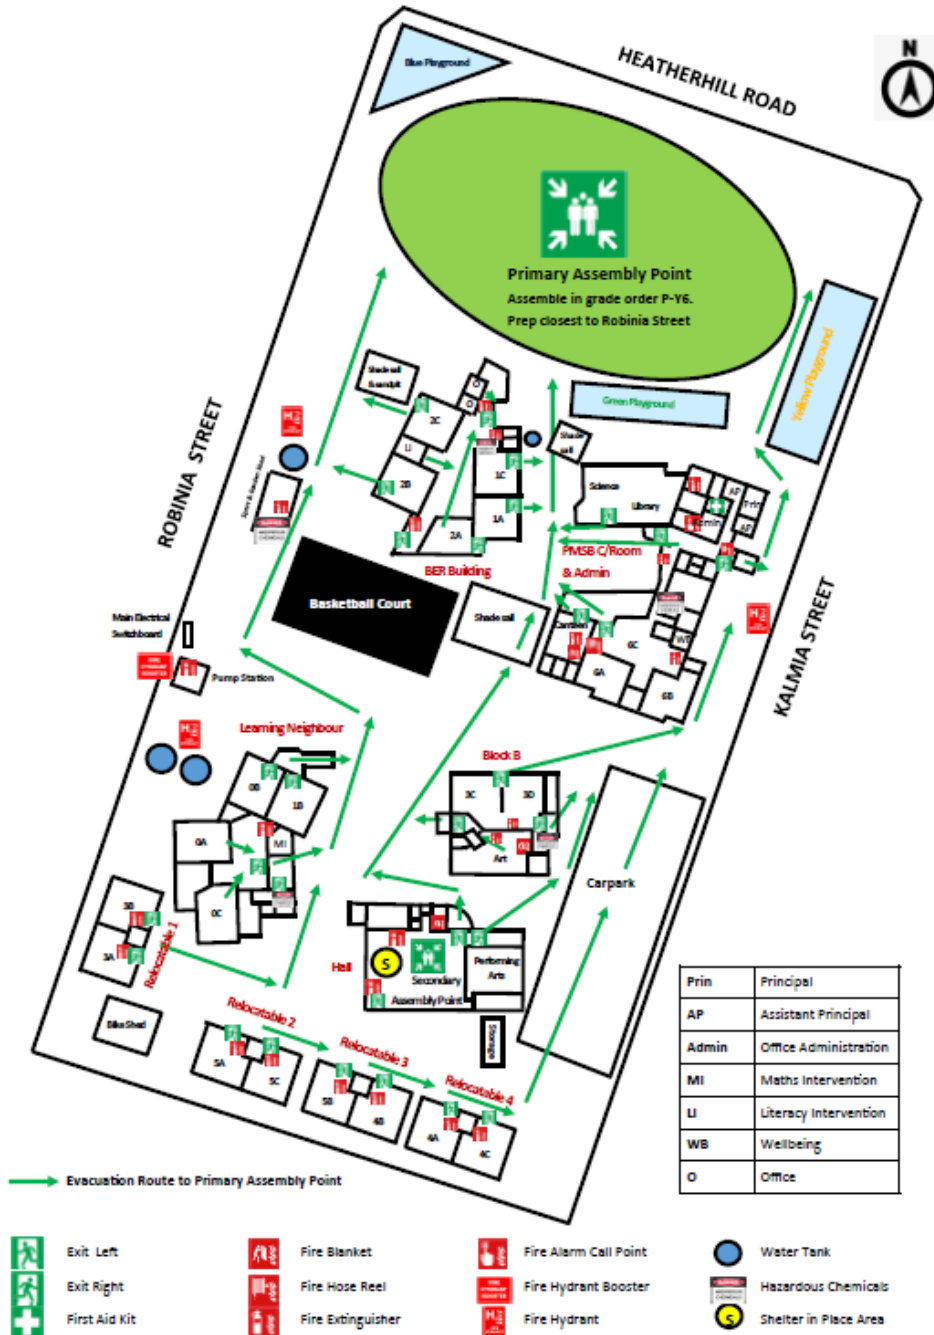 HEATHERHILL ROAD
N
Blue Playground
Primary Assembly Point
Assemble in grade order P-Y6.
Prep closest to Robinia Street
Yellow Playground
Green Playground
Shade sail
& sandpit
O
O
2C
LI
2B
1C
1A
2A
BER Building
Shade
sail
Science
Library
AP
Prin
Admin
AP
ROBINIA STREET
PMSB C/Room
& Admin
Basketball Court
Shade sail
Canteen
6C
WB
6A
6B
KALMIA STREET
Main Electrical
Switchboard
FIRE
HYDRANT
BOOSTER
Pump Station
Learning Neighbour
0B
1B
0A
MI
0C
Block B
3C
3D
Art
Carpark
3B
3A
Relocatable 1
Hall
S
Secondary
Assembly Point
Performing
Arts
Storage
Bike Shed
Relocatable 2
Relocatable 3
Relocatable 4
5A
5C
5B
4B
4A
4C
Prin Principal
AP Assistant Principal
Admin Office Administration
MI Maths Intervention
LI Literacy Intervention
WB Wellbeing
O Office
Evacuation Route to Primary Assembly Point
Exit Left
Fire Blanket
Fire Alarm Call Point
Water Tank
Exit Right
Fire Hose Reel
Fire Hydrant Booster
Hazardous Chemicals
First Aid Kit
Fire Extinguisher
Fire Hydrant
S
Shelter in Place Area